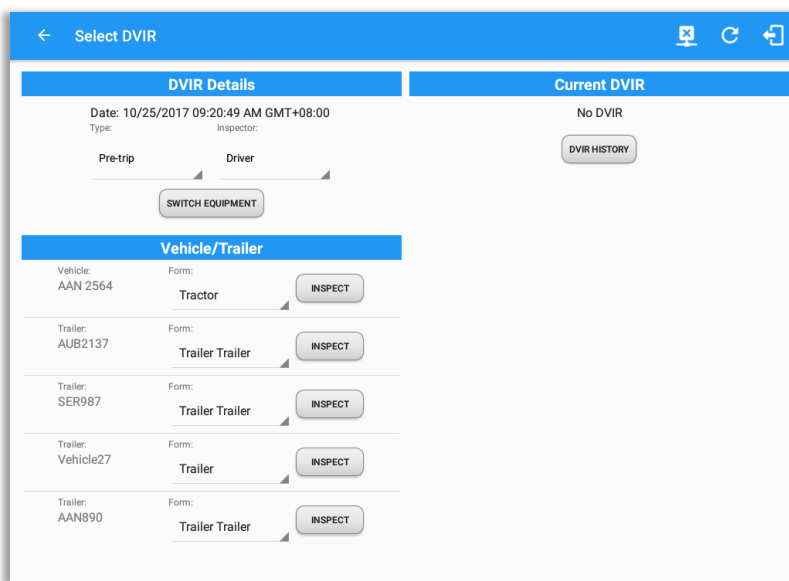 Select DVIR
DVIR Details
Date: 10/25/2017 09:20:49 AM GMT+08:00
Type: Inspector:
Pre-trip Driver
SWITCH EQUIPMENT
Vehicle/Trailer
Vehicle: Form:
AAN 2564 Tractor INSPECT
Trailer: Form:
AUB2137 Trailer Trailer INSPECT
Trailer: Form:
SER987 Trailer Trailer INSPECT
Trailer: Form:
Vehicle27 Trailer INSPECT
Trailer: Form:
AAN890 Trailer Trailer INSPECT
Current DVIR
No DVIR
DVIR HISTORY